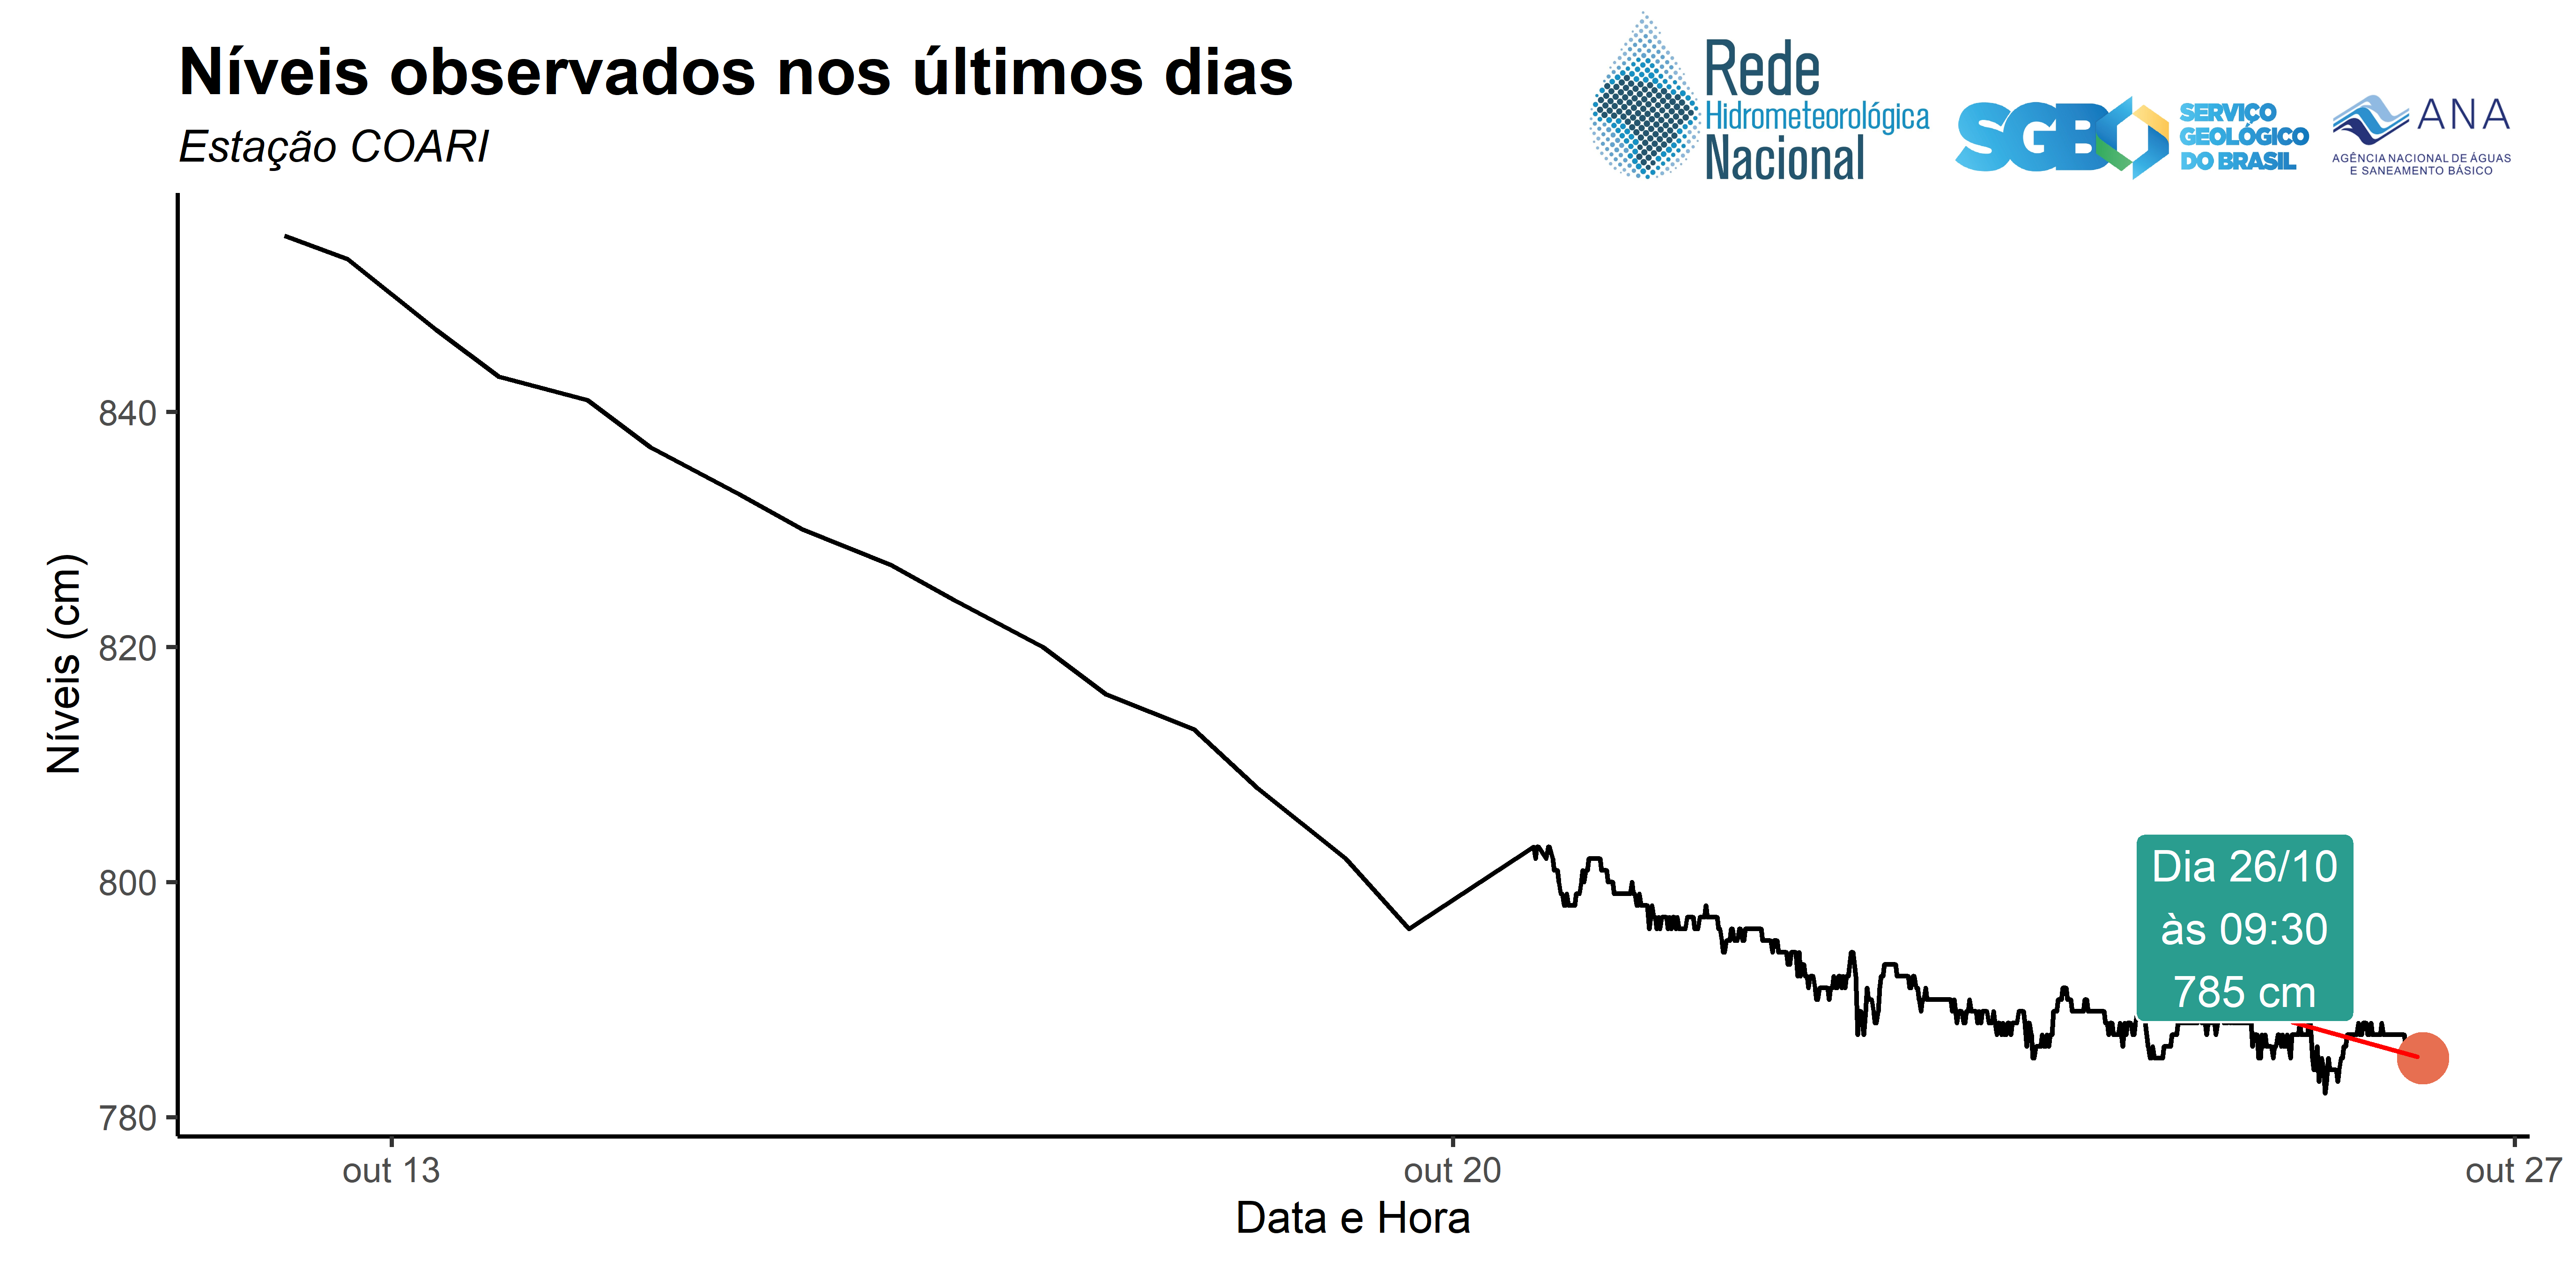 Níveis observados nos últimos dias
Estação COARI
Rede
Hidrometeorológica
Nacional
SGB
SERVIÇO
GEOLÓGICO
DO BRASIL
ANA
AGÊNCIA NACIONAL DE ÁGUAS
E SANEAMENTO BÁSICO
Níveis (cm)
840
820
800
780
Dia 26/10
às 09:30
785 cm
out 13
out 20
out 27
Data e Hora